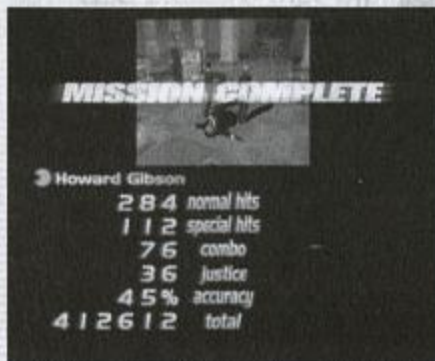 MISSION COMPLETE
Howard Gibson
284 normal hits
112 special hits
76 combo
36 justice
45% accuracy
412612 total